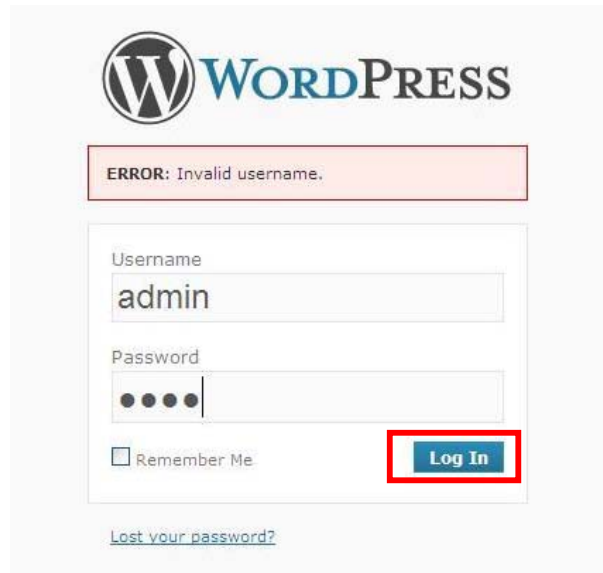 WORDPRESS
ERROR: Invalid username.
Username
admin
Password
●●●●
Remember Me
Log In
Lost your password?